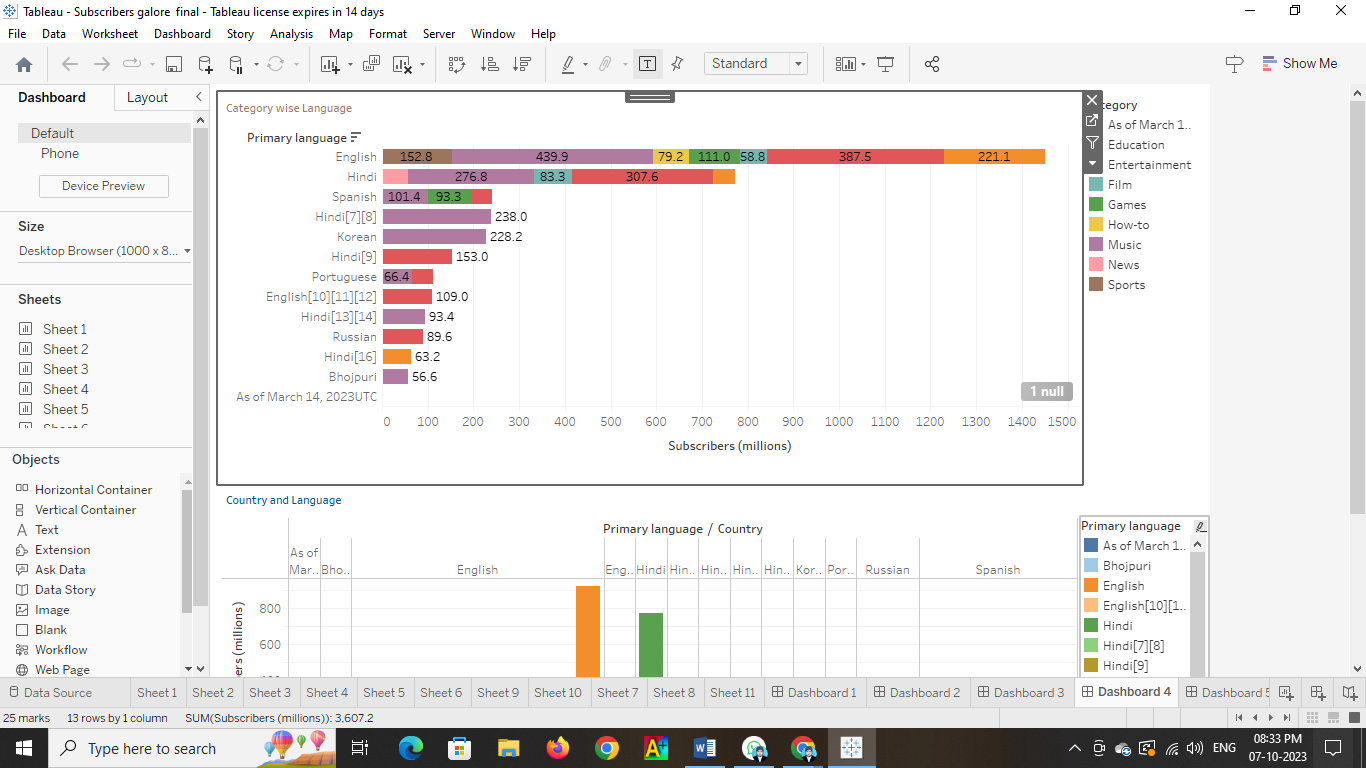 Tableau - Subscribers galore final - Tableau license expires in 14 days
File Data Worksheet Dashboard Story Analysis Map Format Server Window Help
Standard
Show Me
Dashboard Layout
Default
Phone
Device Preview
Size
Desktop Browser (1000 x 8...
Sheets
Sheet 1
Sheet 2
Sheet 3
Sheet 4
Sheet 5
Objects
Horizontal Container
Vertical Container
Text
Extension
Ask Data
Data Story
Image
Blank
Workflow
Web Page
Category wise Language
Primary language
English 152.8 439.9 79.2 111.0 58.8 387.5 221.1
Hindi 276.8 83.3 307.6
Spanish 101.4 93.3
Hindi[7][8] 238.0
Korean 228.2
Hindi[9] 153.0
Portuguese 66.4
English[10][11][12] 109.0
Hindi[13][14] 93.4
Russian 89.6
Hindi[16] 63.2
Bhojpuri 56.6
As of March 14, 2023UTC
1 null
0 100 200 300 400 500 600 700 800 900 1000 1100 1200 1300 1400 1500
Subscribers (millions)
tegory
As of March 1..
Education
Entertainment
Film
Games
How-to
Music
News
Sports
Country and Language
Primary language / Country
As of
Mar.. Bho.. English Eng.. Hindi Hin.. Hin.. Hin.. Hin.. Kor.. Por.. Russian Spanish
800
600
ers (millions)
Primary language
As of March 1..
Bhojpuri
English
English[10][1..
Hindi
Hindi[7][8]
Hindi[9]
Data Source Sheet 1 Sheet 2 Sheet 3 Sheet 4 Sheet 5 Sheet 6 Sheet 9 Sheet 10 Sheet 7 Sheet 8 Sheet 11 Dashboard 1 Dashboard 2 Dashboard 3 Dashboard 4 Dashboard 5
25 marks 13 rows by 1 column SUM(Subscribers (millions)): 3,607.2
Type here to search
ENG
08:33 PM
07-10-2023